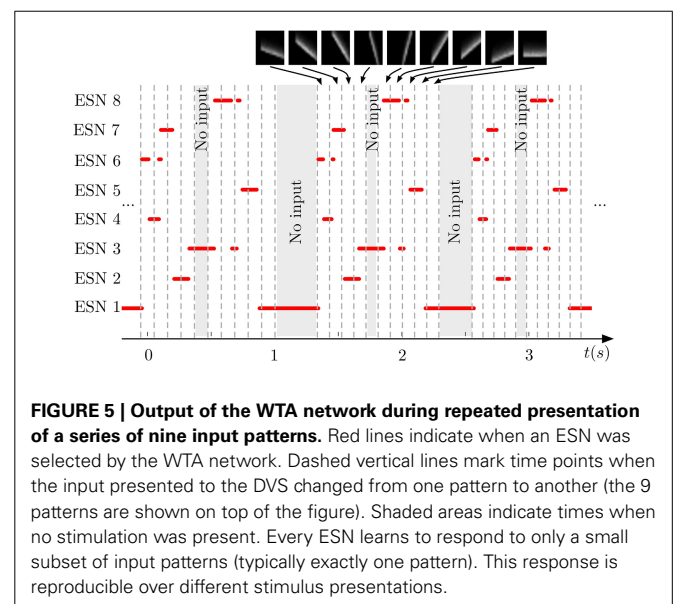 ESN 8
ESN 7
ESN 6
ESN 5
...
...
ESN 4
ESN 3
ESN 2
ESN 1
No input
No input
No input
No input
No input
0
1
2
3
t(s)
FIGURE 5 | Output of the WTA network during repeated presentation
of a series of nine input patterns. Red lines indicate when an ESN was
selected by the WTA network. Dashed vertical lines mark time points when
the input presented to the DVS changed from one pattern to another (the 9
patterns are shown on top of the figure). Shaded areas indicate times when
no stimulation was present. Every ESN learns to respond to only a small
subset of input patterns (typically exactly one pattern). This response is
reproducible over different stimulus presentations.